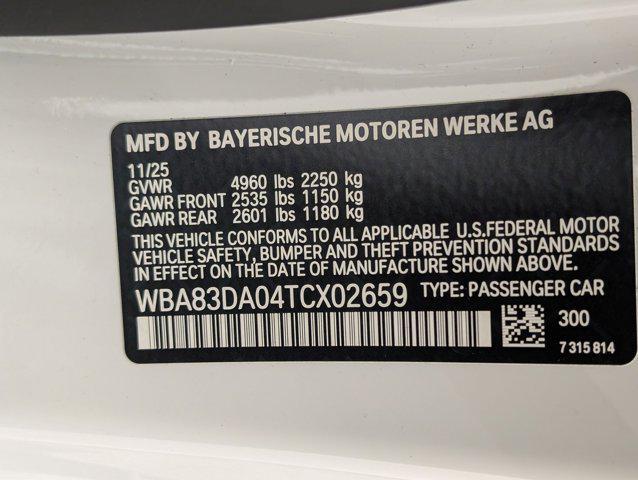 MFD BY BAYERISCHE MOTOREN WERKE AG
11/25
GVWR 4960 lbs 2250 kg
GAWR FRONT 2535 lbs 1150 kg
GAWR REAR 2601 lbs 1180 kg
THIS VEHICLE CONFORMS TO ALL APPLICABLE U.S.FEDERAL MOTOR
VEHICLE SAFETY, BUMPER AND THEFT PREVENTION STANDARDS
IN EFFECT ON THE DATE OF MANUFACTURE SHOWN ABOVE.
WBA83DA04TCX02659 TYPE: PASSENGER CAR
300
7 315 814